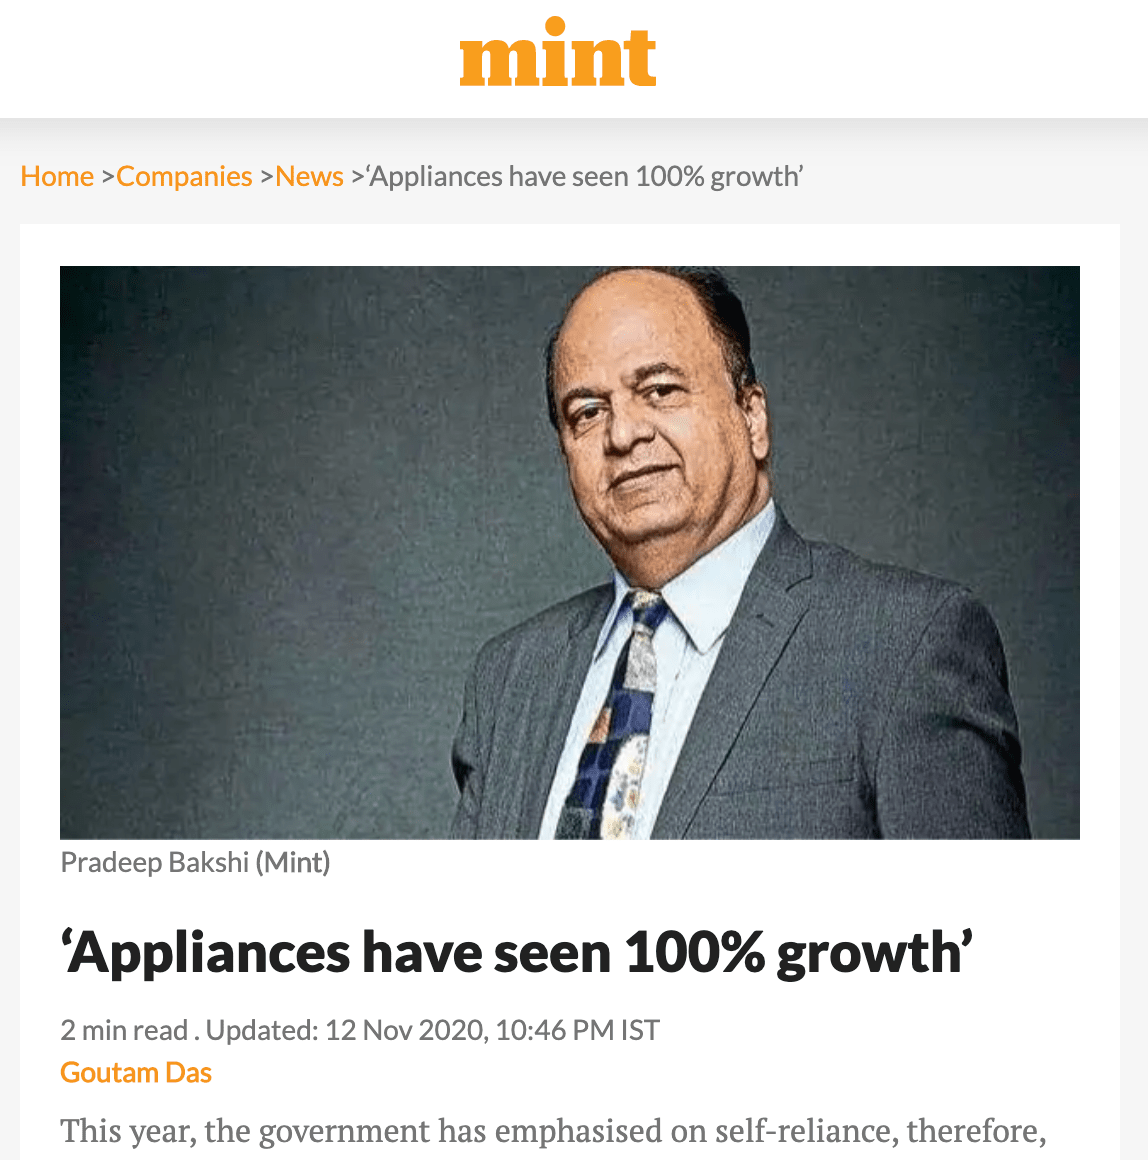 mint
Home >Companies >News >‘Appliances have seen 100% growth’
Pradeep Bakshi (Mint)
‘Appliances have seen 100% growth’
2 min read . Updated: 12 Nov 2020, 10:46 PM IST
Goutam Das
This year, the government has emphasised on self-reliance, therefore,